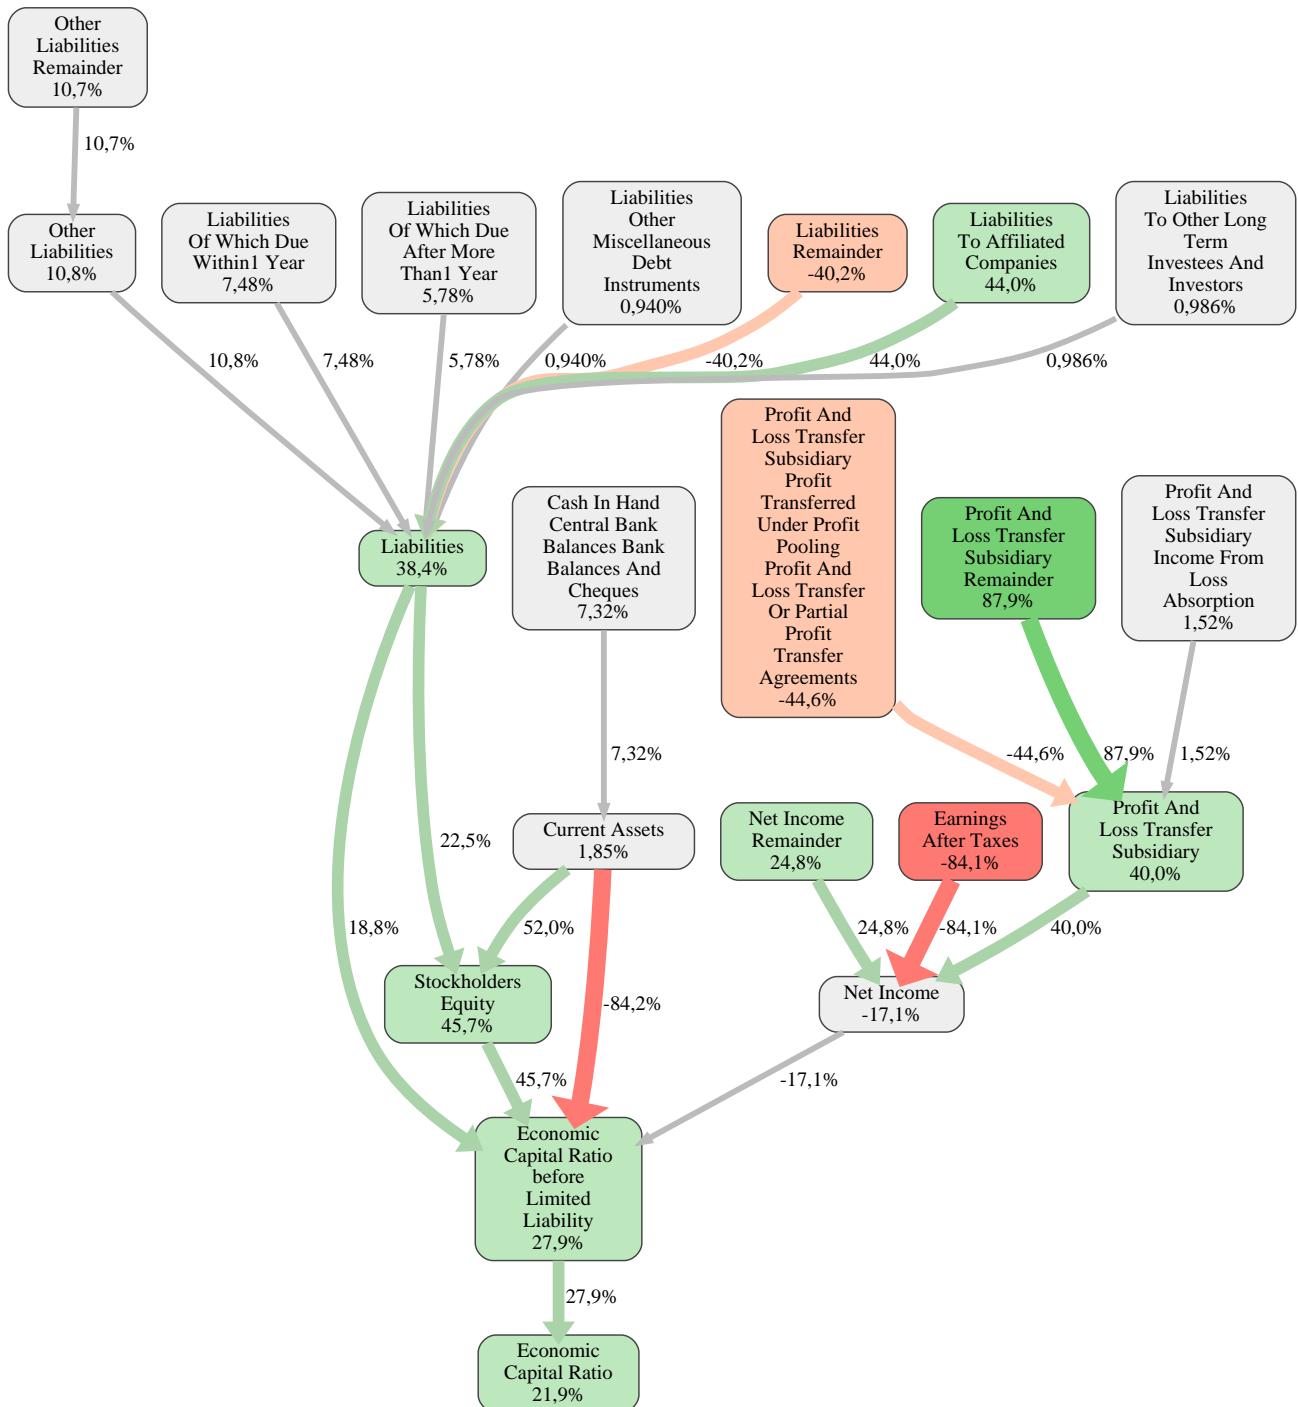 Other
Liabilities
Remainder
10,7%
10,7%
Other
Liabilities
10,8%
Liabilities
Of Which Due
Within1 Year
7,48%
Liabilities
Of Which Due
After More
Than1 Year
5,78%
Liabilities
Other
Miscellaneous
Debt
Instruments
0,940%
Liabilities
Remainder
-40,2%
Liabilities
To Affiliated
Companies
44,0%
Liabilities
To Other Long
Term
Investees And
Investors
0,986%
10,8%
7,48%
5,78%
0,940%
-40,2%
44,0%
0,986%
Profit And
Loss Transfer
Subsidiary
Profit
Transferred
Under Profit
Pooling
Profit And
Loss Transfer
Or Partial
Profit
Transfer
Agreements
-44,6%
Cash In Hand
Central Bank
Balances Bank
Balances And
Cheques
7,32%
Profit And
Loss Transfer
Subsidiary
Remainder
87,9%
Profit And
Loss Transfer
Subsidiary
Income From
Loss
Absorption
1,52%
Liabilities
38,4%
7,32%
-44,6%
87,9%
1,52%
Current Assets
1,85%
Net Income
Remainder
24,8%
Earnings
After Taxes
-84,1%
Profit And
Loss Transfer
Subsidiary
40,0%
22,5%
18,8%
52,0%
24,8%
-84,1%
40,0%
Stockholders
Equity
45,7%
-84,2%
Net Income
-17,1%
45,7%
-17,1%
Economic
Capital Ratio
before
Limited
Liability
27,9%
27,9%
Economic
Capital Ratio
21,9%